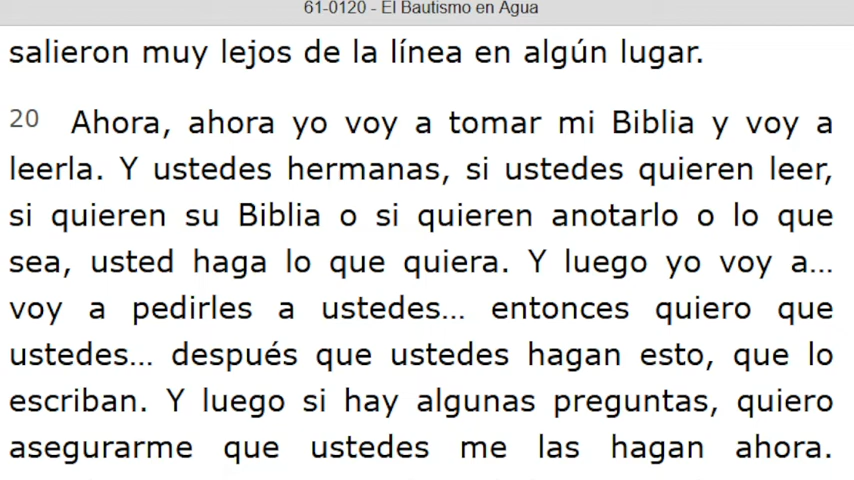 61-0120 - El Bautismo en Agua
salieron muy lejos de la línea en algún lugar.
20 Ahora, ahora yo voy a tomar mi Biblia y voy a
leerla. Y ustedes hermanas, si ustedes quieren leer,
si quieren su Biblia o si quieren anotarlo o lo que
sea, usted haga lo que quiera. Y luego yo voy a…
voy a pedirles a ustedes… entonces quiero que
ustedes… después que ustedes hagan esto, que lo
escriban. Y luego si hay algunas preguntas, quiero
asegurarme que ustedes me las hagan ahora.